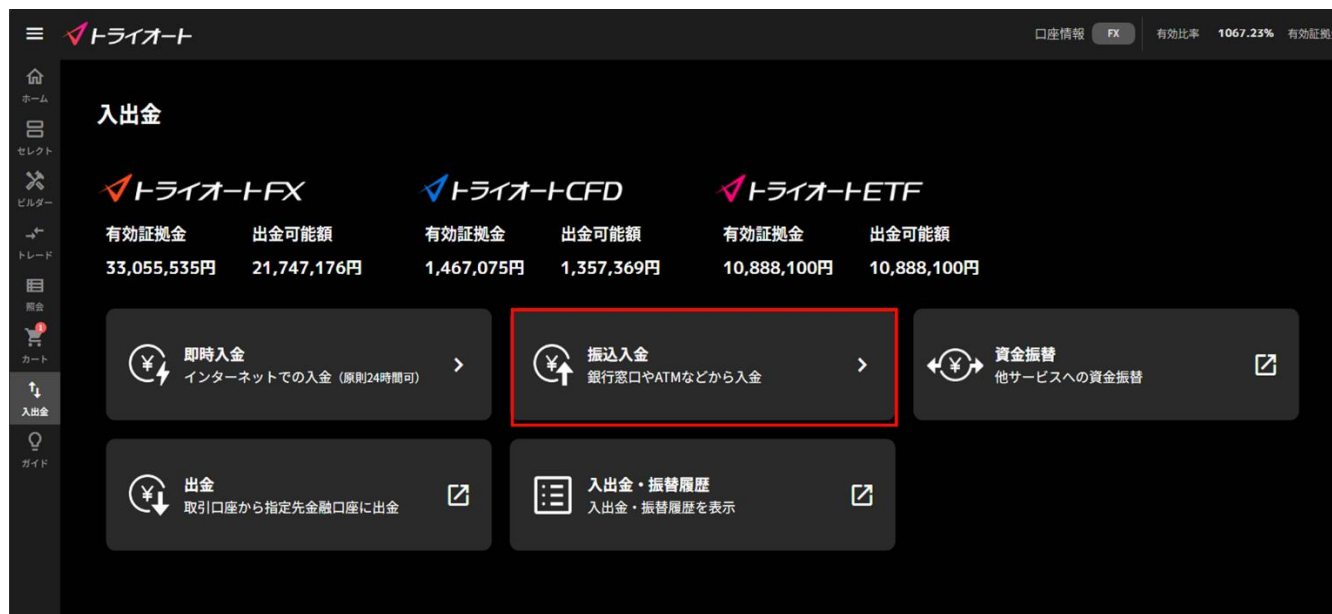 トライオート
口座情報 FX 有効比率 1067.23% 有効証拠
ホーム
セレクト
ビルダー
トレード
照会
1
カート
入出金
ガイド
入出金
トライオートFX
有効証拠金 出金可能額
33,055,535円 21,747,176円
トライオートCFD
有効証拠金 出金可能額
1,467,075円 1,357,369円
トライオートETF
有効証拠金 出金可能額
10,888,100円 10,888,100円
即時入金
インターネットでの入金（原則24時間可）
振込入金
銀行窓口やATMなどから入金
資金振替
他サービスへの資金振替
出金
取引口座から指定先金融口座に出金
入出金・振替履歴
入出金・振替履歴を表示